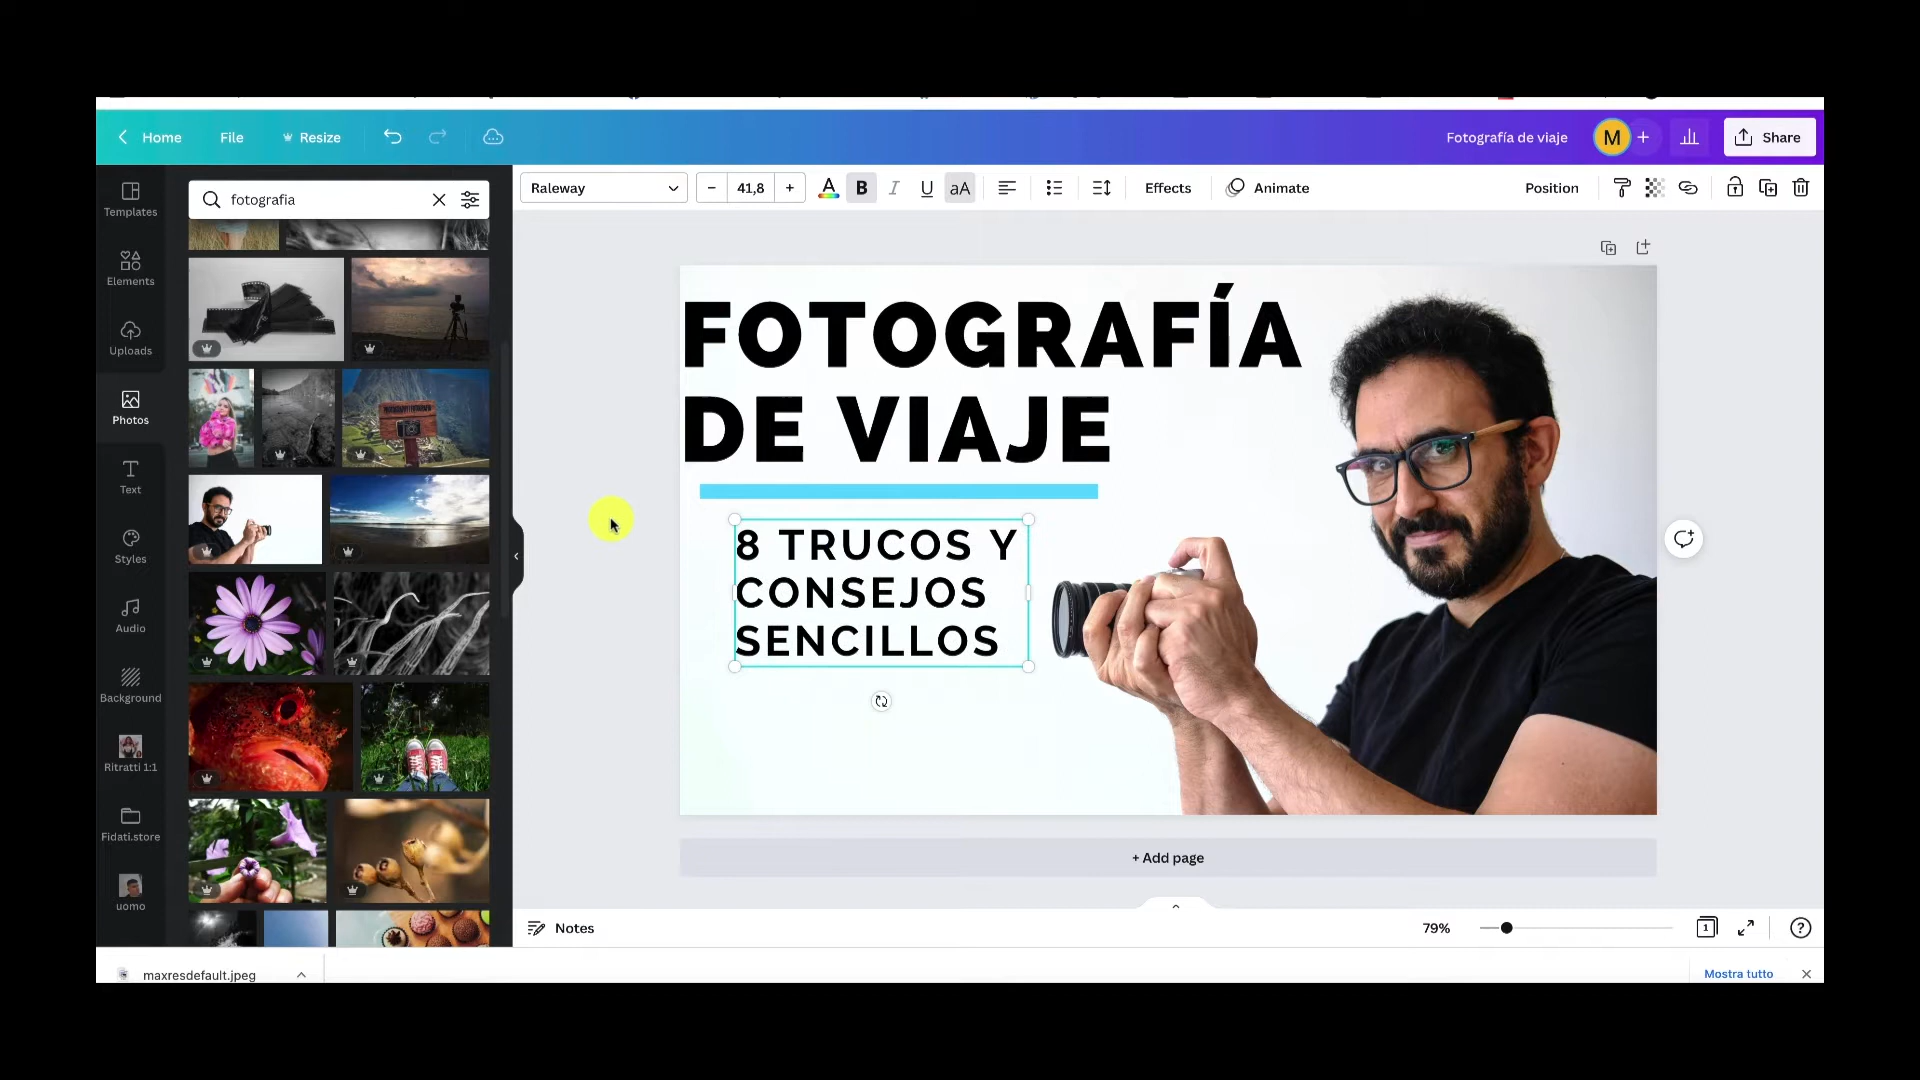 Home
File
Resize
Fotografía de viaje
M
+
Share
Templates
fotografia
Raleway
− 41,8 +
A
B
I
U
aA
Effects
Animate
Position
Elements
Uploads
Photos
Text
Styles
Audio
Background
Ritratti 1:1
Fidati.store
uomo
FOTOGRAFÍA
DE VIAJE
8 TRUCOS Y
CONSEJOS
SENCILLOS
+ Add page
Notes
79%
1
?
maxresdefault.jpeg
Mostra tutto